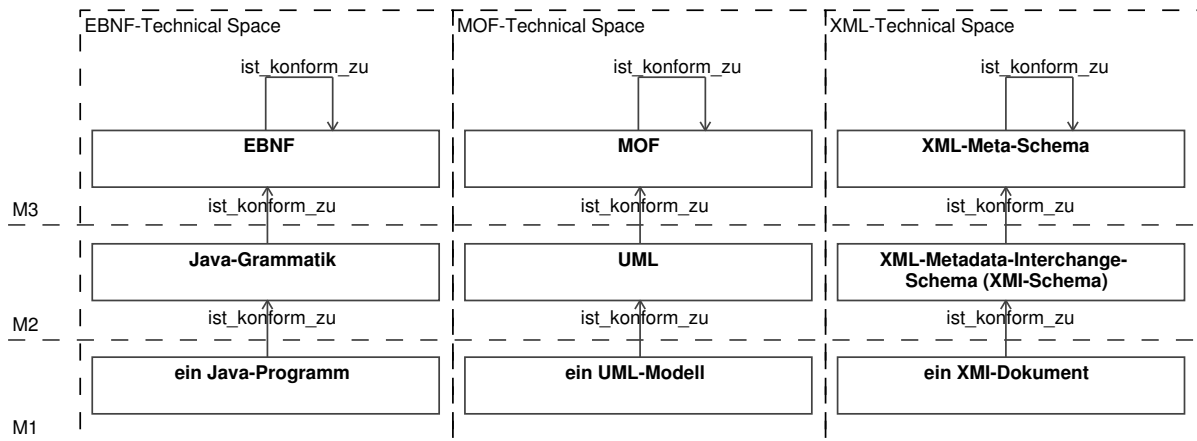 EBNF-Technical Space
MOF-Technical Space
XML-Technical Space
ist_konform_zu
ist_konform_zu
ist_konform_zu
EBNF
MOF
XML-Meta-Schema
M3
ist_konform_zu
ist_konform_zu
ist_konform_zu
Java-Grammatik
UML
XML-Metadata-Interchange-
Schema (XMI-Schema)
M2
ist_konform_zu
ist_konform_zu
ist_konform_zu
ein Java-Programm
ein UML-Modell
ein XMI-Dokument
M1